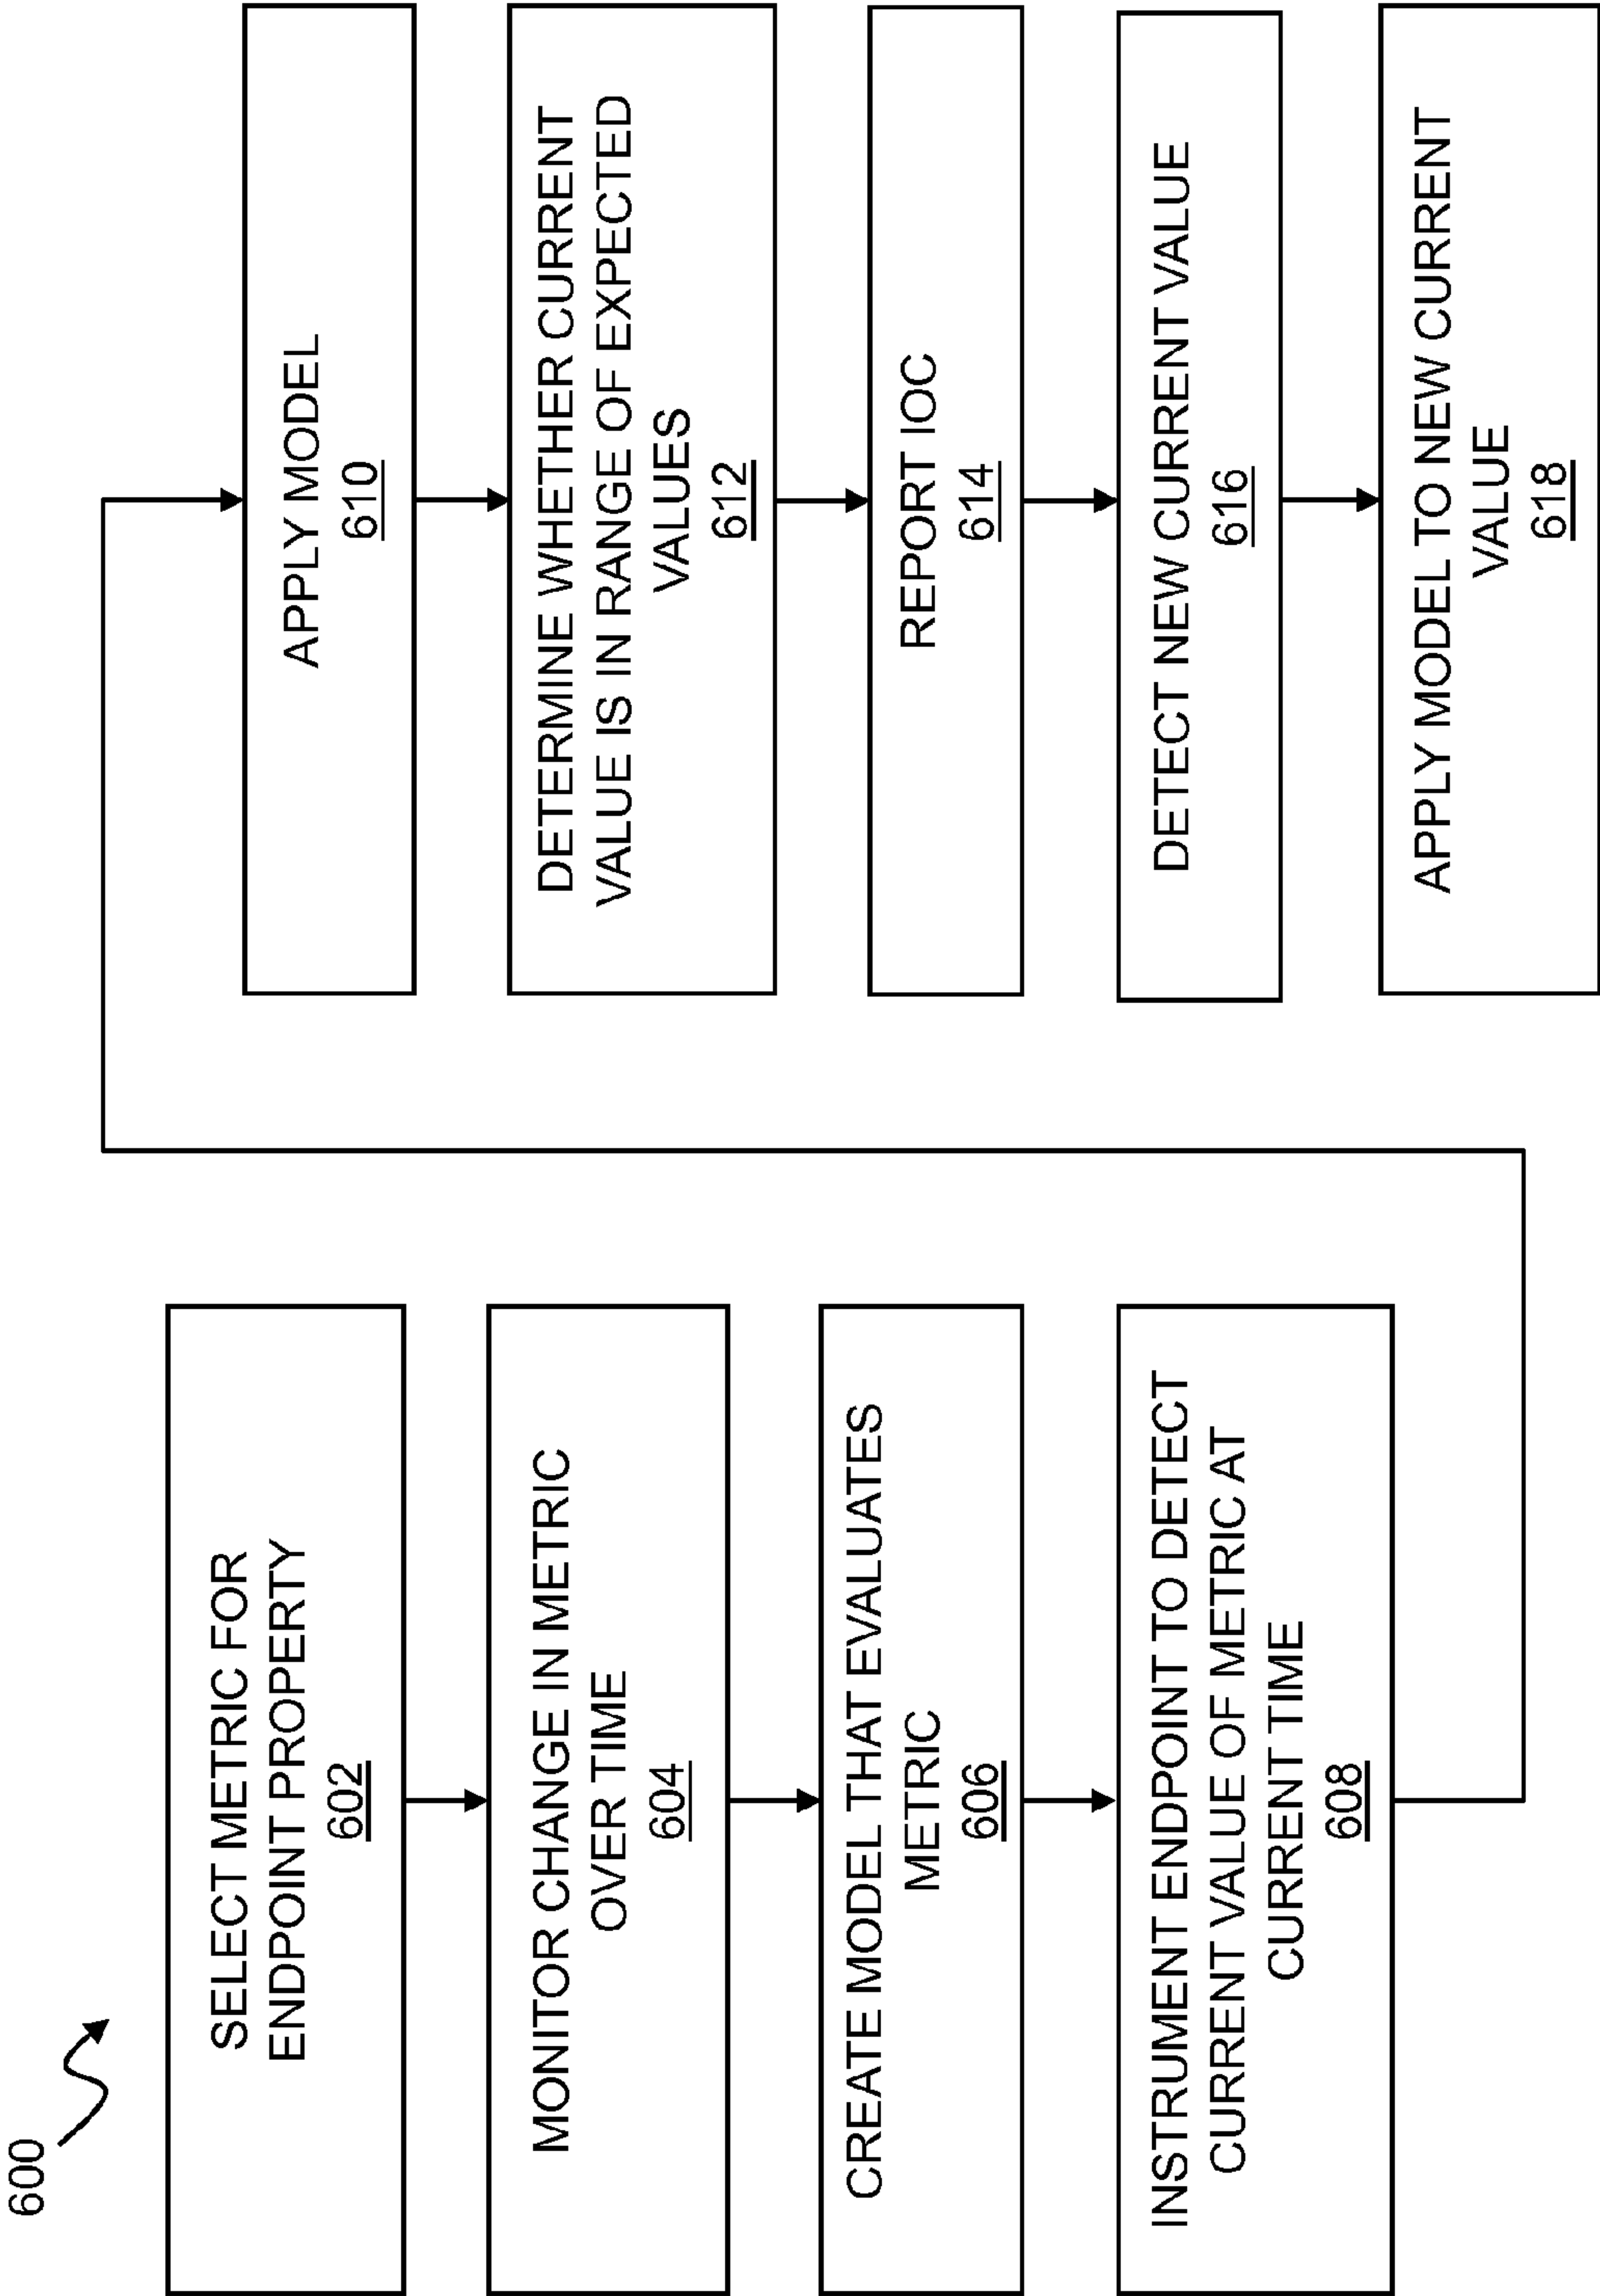 600
SELECT METRIC FOR
ENDPOINT PROPERTY
602
MONITOR CHANGE IN METRIC
OVER TIME
604
CREATE MODEL THAT EVALUATES
METRIC
606
INSTRUMENT ENDPOINT TO DETECT
CURRENT VALUE OF METRIC AT
CURRENT TIME
608
APPLY MODEL
610
DETERMINE WHETHER CURRENT
VALUE IS IN RANGE OF EXPECTED
VALUES
612
REPORT IOC
614
DETECT NEW CURRENT VALUE
616
APPLY MODEL TO NEW CURRENT
VALUE
618